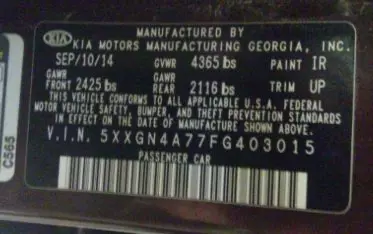 MANUFACTURED BY
KIA KIA MOTORS MANUFACTURING GEORGIA, INC.
SEP/10/14 GVWR 4365 lbs PAINT IR
GAWR GAWR
FRONT 2425 lbs REAR 2116 lbs TRIM UP
THIS VEHICLE CONFORMS TO ALL APPLICABLE U.S.A. FEDERAL
MOTOR VEHICLE SAFETY, BUMPER, AND THEFT PREVENTION STANDARDS
IN EFFECT ON THE DATE OF MANUFACTURE SHOWN ABOVE.
V.I.N. 5XXGN4A77FG403015
PASSENGER CAR
C565